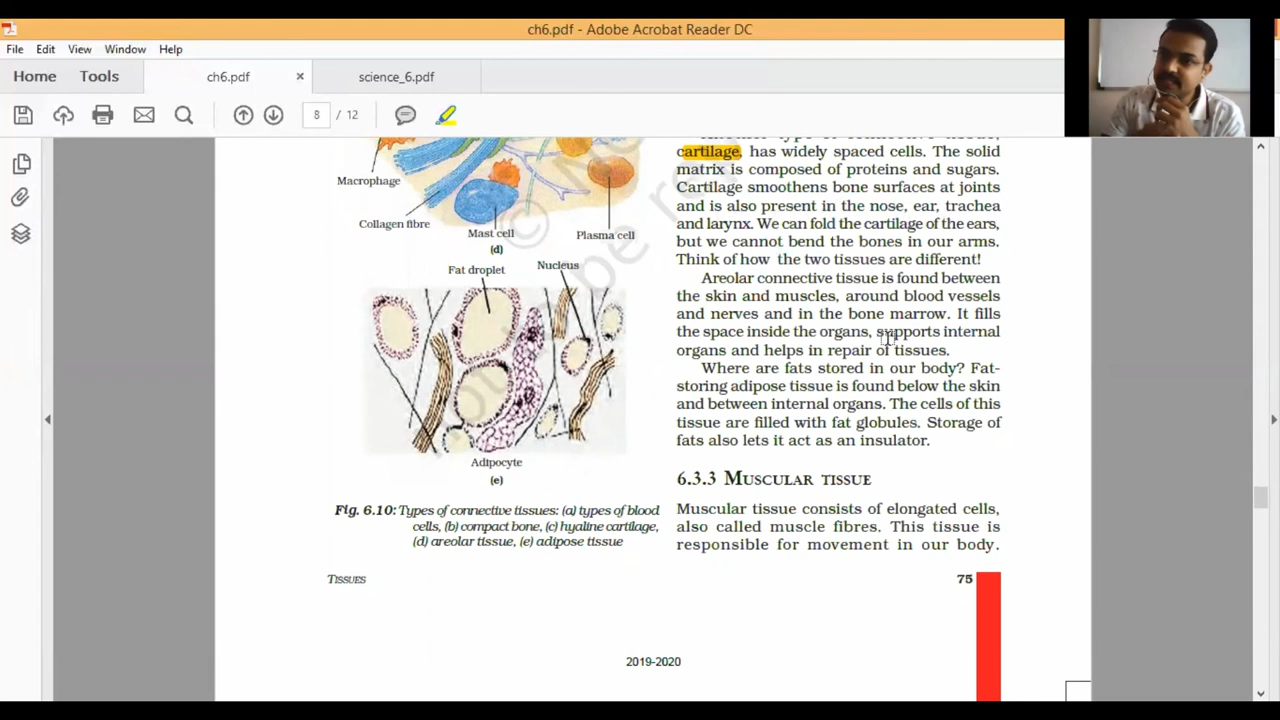 ch6.pdf - Adobe Acrobat Reader DC
File Edit View Window Help
Home Tools ch6.pdf × science_6.pdf
8 / 12
Another type of connective tissue,
cartilage, has widely spaced cells. The solid
matrix is composed of proteins and sugars.
Cartilage smoothens bone surfaces at joints
and is also present in the nose, ear, trachea
and larynx. We can fold the cartilage of the ears,
but we cannot bend the bones in our arms.
Think of how the two tissues are different!
Areolar connective tissue is found between
the skin and muscles, around blood vessels
and nerves and in the bone marrow. It fills
the space inside the organs, supports internal
organs and helps in repair of tissues.
Where are fats stored in our body? Fat-
storing adipose tissue is found below the skin
and between internal organs. The cells of this
tissue are filled with fat globules. Storage of
fats also lets it act as an insulator.
6.3.3 MUSCULAR TISSUE
Muscular tissue consists of elongated cells,
also called muscle fibres. This tissue is
responsible for movement in our body.
Macrophage
Collagen fibre
Mast cell
Plasma cell
(d)
Fat droplet
Nucleus
Adipocyte
(e)
Fig. 6.10: Types of connective tissues: (a) types of blood
cells, (b) compact bone, (c) hyaline cartilage,
(d) areolar tissue, (e) adipose tissue
TISSUES
75
2019-2020